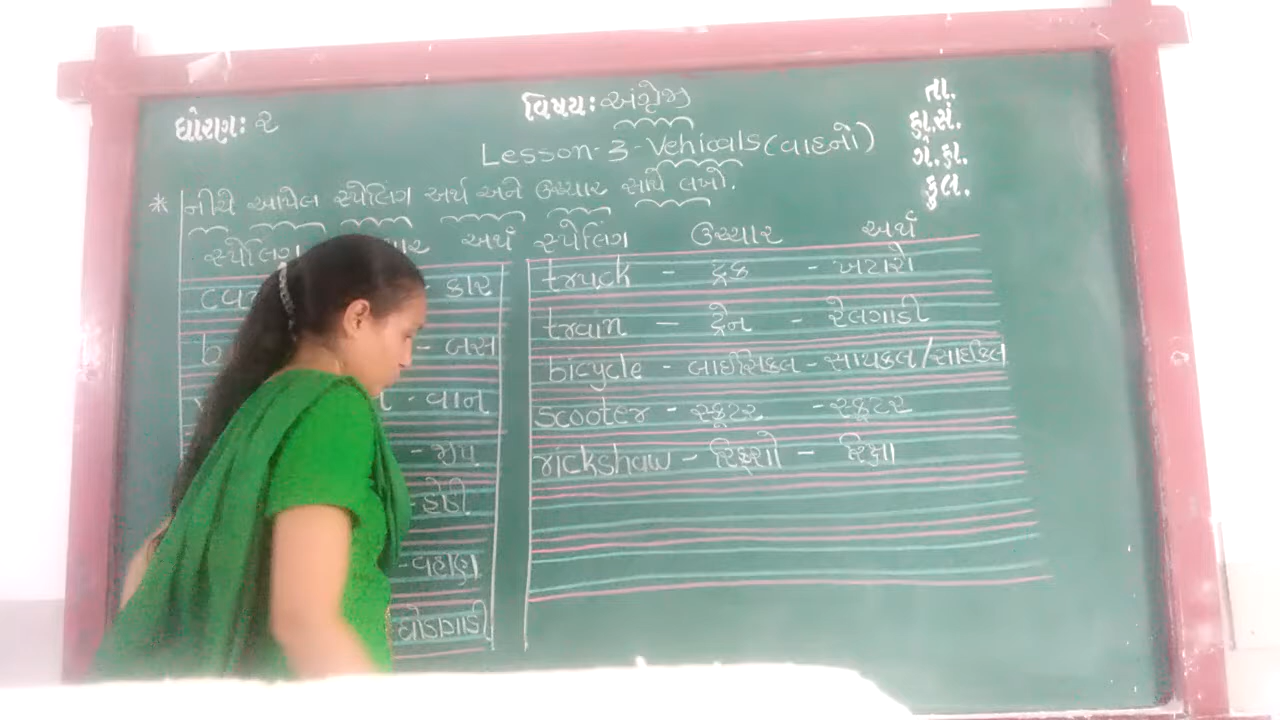 ધોરણ: ૨
વિષય: અંગ્રેજી
તા.
કુા.સં.
ગે.કા.
કુલ.
Lesson-3-Vehicals (વાહનો)
* નીચે આપેલ સ્પેલિંગ અર્થ અને ઉચ્ચાર સાથે લખો.
સ્પેલિંગ અર્થ
કાર
- બસ
- વાન
- જીપ
- હોડી
- વહાણ
ઘોડાગાડી
સ્પેલિંગ ઉચ્ચાર અર્થ
truck - ટ્રક - ખટારો
train - ટ્રેન - રેલગાડી
bicycle - બાઈસિકલ - સાયકલ/સાઈકલ
scooter - સ્કૂટર - સ્કૂટર
rickshaw - રિક્શો - રિક્ષા